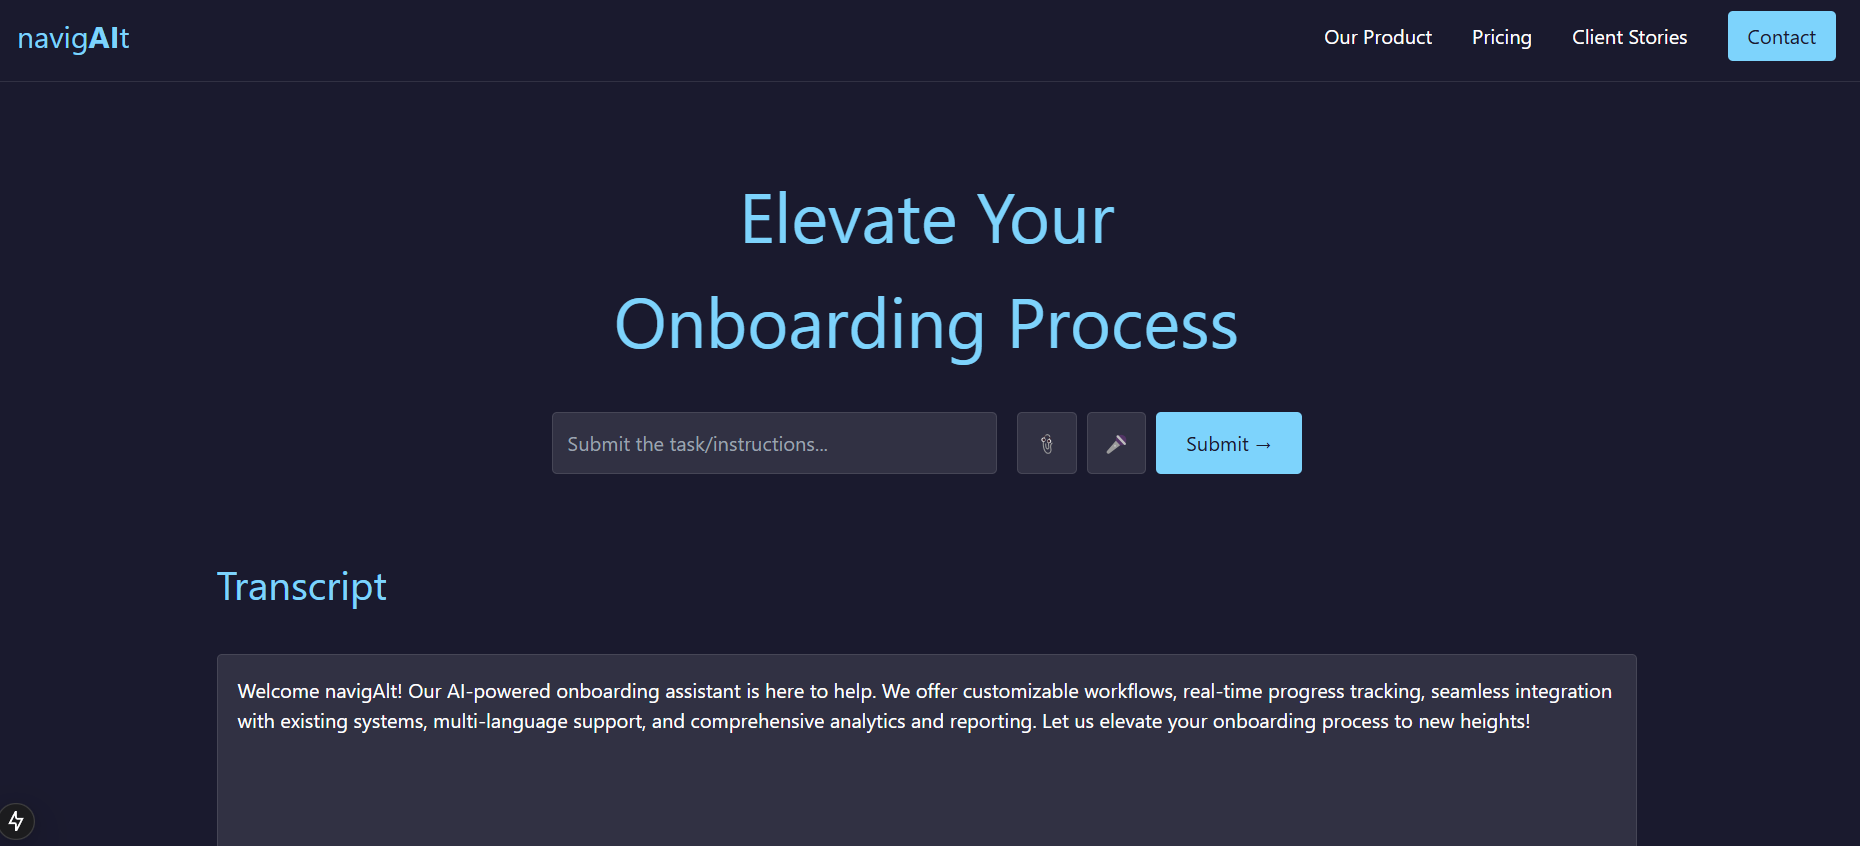 navigAIt
Our Product
Pricing
Client Stories
Contact
Elevate Your
Onboarding Process
Submit the task/instructions...
Submit →
Transcript
Welcome navigAIt! Our AI-powered onboarding assistant is here to help. We offer customizable workflows, real-time progress tracking, seamless integration
with existing systems, multi-language support, and comprehensive analytics and reporting. Let us elevate your onboarding process to new heights!